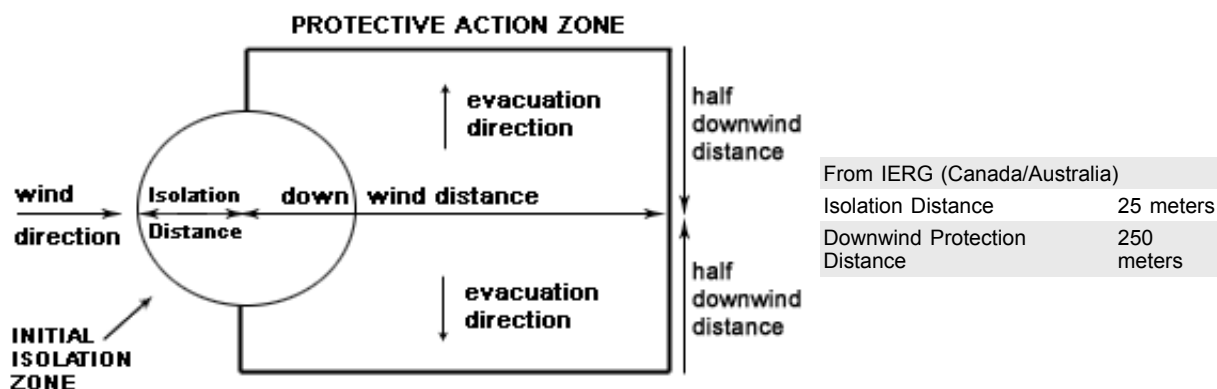 PROTECTIVE ACTION ZONE
evacuation
direction
half
downwind
distance
wind
direction
Isolation
Distance
down wind distance
evacuation
direction
half
downwind
distance
INITIAL
ISOLATION
ZONE
From IERG (Canada/Australia)
Isolation Distance 25 meters
Downwind Protection 250
Distance meters